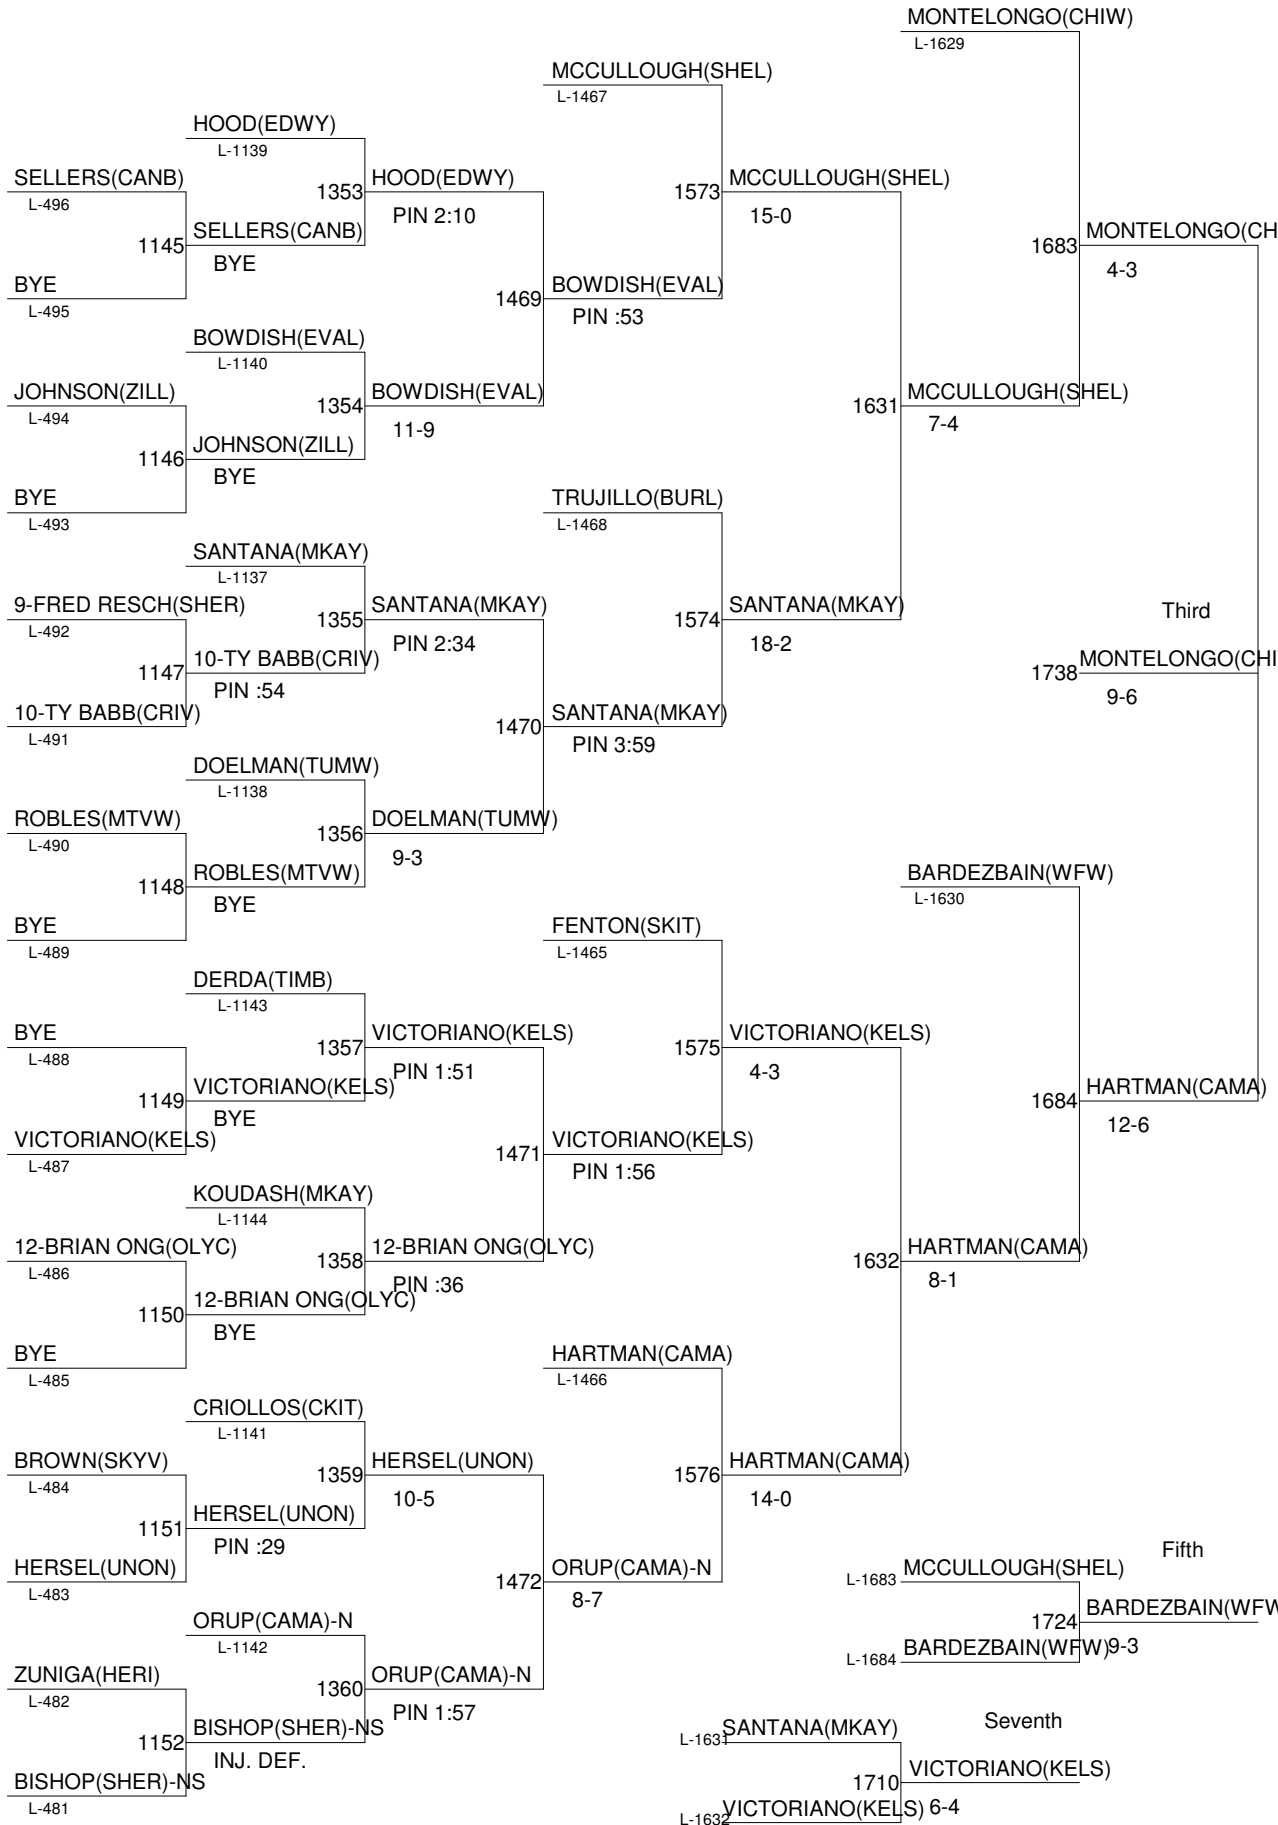 MONTELONGO(CHIW)
L-1629
MCCULLOUGH(SHEL)
L-1467
HOOD(EDWY)
L-1139
SELLERS(CANB)
L-496
1353 HOOD(EDWY)
PIN 2:10
1573 MCCULLOUGH(SHEL)
15-0
1145 SELLERS(CANB)
BYE
1683 MONTELONGO(CH
4-3
BYE
L-495
1469 BOWDISH(EVAL)
PIN :53
BOWDISH(EVAL)
L-1140
JOHNSON(ZILL)
L-494
1354 BOWDISH(EVAL)
11-9
1631 MCCULLOUGH(SHEL)
7-4
1146 JOHNSON(ZILL)
BYE
BYE
L-493
TRUJILLO(BURL)
L-1468
SANTANA(MKAY)
L-1137
9-FRED RESCH(SHER)
L-492
1355 SANTANA(MKAY)
PIN 2:34
1574 SANTANA(MKAY)
18-2
Third
1147 10-TY BABB(CRIV)
PIN :54
1738 MONTELONGO(CHI
9-6
10-TY BABB(CRIV)
L-491
1470 SANTANA(MKAY)
PIN 3:59
DOELMAN(TUMW)
L-1138
ROBLES(MTVW)
L-490
1356 DOELMAN(TUMW)
9-3
1148 ROBLES(MTVW)
BYE
BARDEZBAIN(WFW)
L-1630
BYE
L-489
FENTON(SKIT)
L-1465
DERDA(TIMB)
L-1143
BYE
L-488
1357 VICTORIANO(KELS)
PIN 1:51
1575 VICTORIANO(KELS)
4-3
1149 VICTORIANO(KELS)
BYE
1684 HARTMAN(CAMA)
12-6
VICTORIANO(KELS)
L-487
1471 VICTORIANO(KELS)
PIN 1:56
KOUDASH(MKAY)
L-1144
12-BRIAN ONG(OLYC)
L-486
1358 12-BRIAN ONG(OLYC)
PIN :36
1632 HARTMAN(CAMA)
8-1
1150 12-BRIAN ONG(OLYC)
BYE
BYE
L-485
HARTMAN(CAMA)
L-1466
CRIOLLOS(CKIT)
L-1141
BROWN(SKYV)
L-484
1359 HERSEL(UNON)
10-5
1576 HARTMAN(CAMA)
14-0
1151 HERSEL(UNON)
PIN :29
HERSEL(UNON)
L-483
1472 ORUP(CAMA)-N
8-7
Fifth
L-1683 MCCULLOUGH(SHEL)
1724 BARDEZBAIN(WFW
9-3
L-1684 BARDEZBAIN(WFW)
ORUP(CAMA)-N
L-1142
ZUNIGA(HERI)
L-482
1360 ORUP(CAMA)-N
PIN 1:57
1152 BISHOP(SHER)-NS
INJ. DEF.
BISHOP(SHER)-NS
L-481
Seventh
L-1631 SANTANA(MKAY)
1710 VICTORIANO(KELS)
6-4
L-1632 VICTORIANO(KELS)